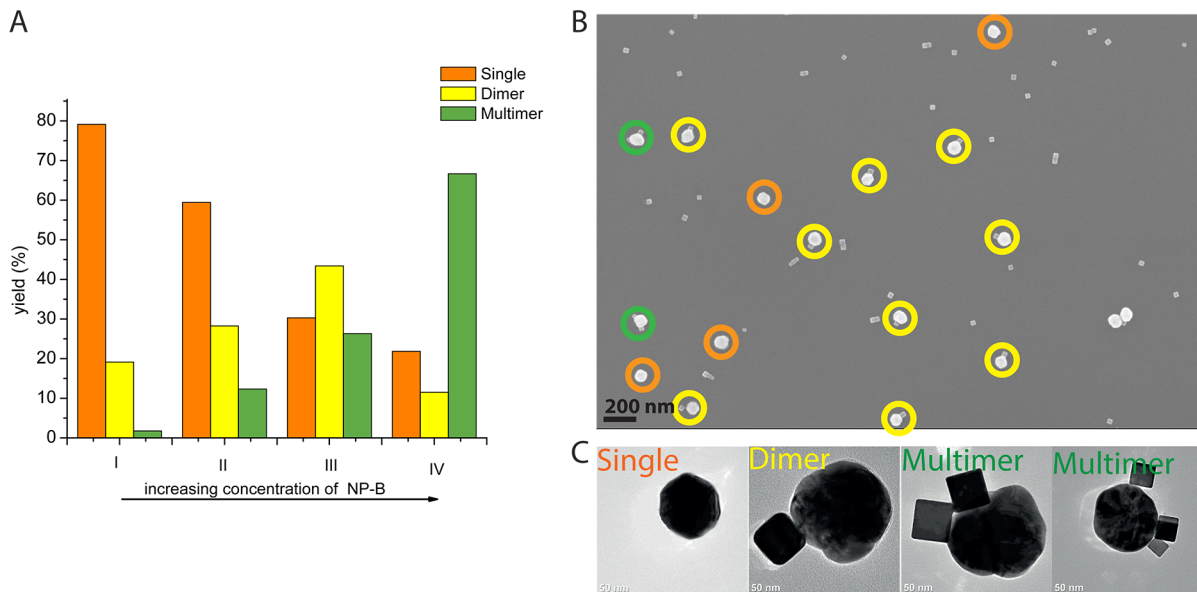 A
Single
Dimer
Multimer
80
70
60
50
40
30
20
10
0
yield (%)
I II III IV
increasing concentration of NP-B
B
200 nm
C
Single Dimer Multimer Multimer
50 nm 50 nm 50 nm 50 nm